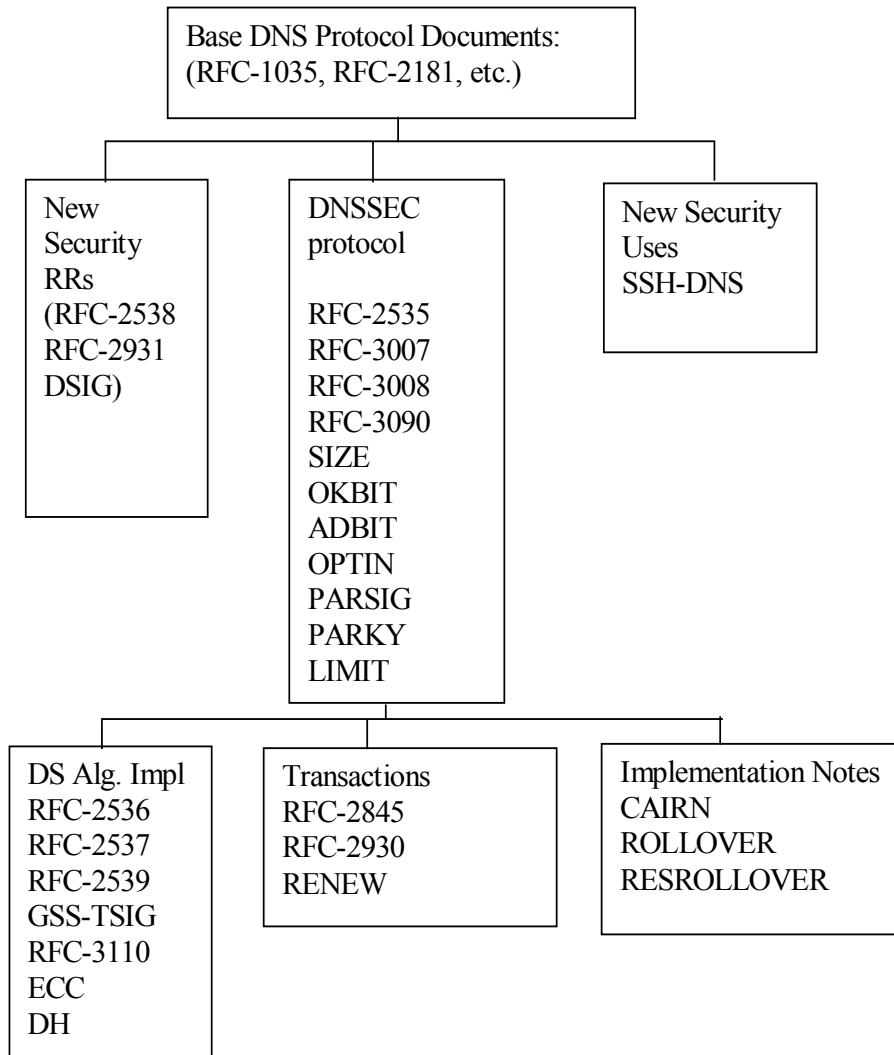 Base DNS Protocol Documents:
(RFC-1035, RFC-2181, etc.)
New
Security
RRs
(RFC-2538
RFC-2931
DSIG)
DNSSEC
protocol
RFC-2535
RFC-3007
RFC-3008
RFC-3090
SIZE
OKBIT
ADBIT
OPTIN
PARSIG
PARKY
LIMIT
New Security
Uses
SSH-DNS
DS Alg. Impl
RFC-2536
RFC-2537
RFC-2539
GSS-TSIG
RFC-3110
ECC
DH
Transactions
RFC-2845
RFC-2930
RENEW
Implementation Notes
CAIRN
ROLLOVER
RESROLLOVER